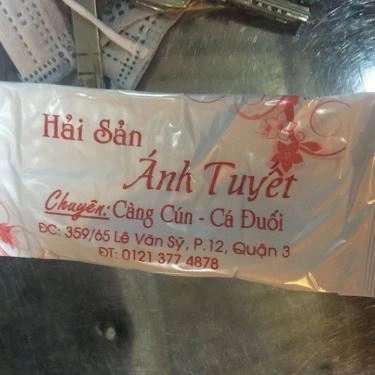 Hải Sản
Ánh Tuyết
Chuyên: Càng Cún - Cá Đuối
ĐC: 359/65 Lê Văn Sỹ, P.12, Quận 3
ĐT: 0121 377 4878